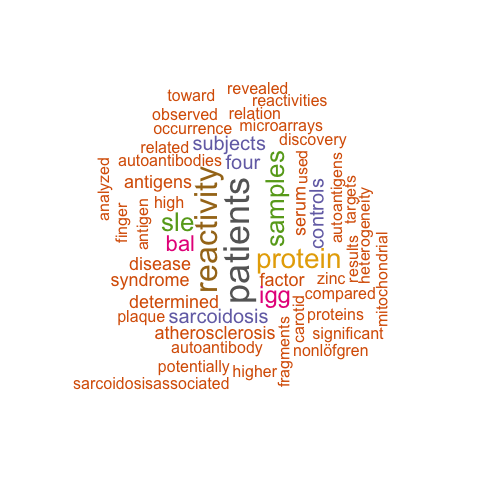 revealed
toward
reactivities
observed
relation
occurrence
microarrays
subjects
discovery
related
autoantibodies
four
used
analyzed
antigens
reactivity
patients
samples
serum
controls
autoantigens
targets
high
finger
antigen
sle
bal
heterogeneity
results
mitochondrial
disease
protein
syndrome
factor
zinc
igg
compared
determined
carotid
plaque
sarcoidosis
proteins
atherosclerosis
significant
autoantibody
fragments
nonlöfgren
potentially
higher
sarcoidosisassociated